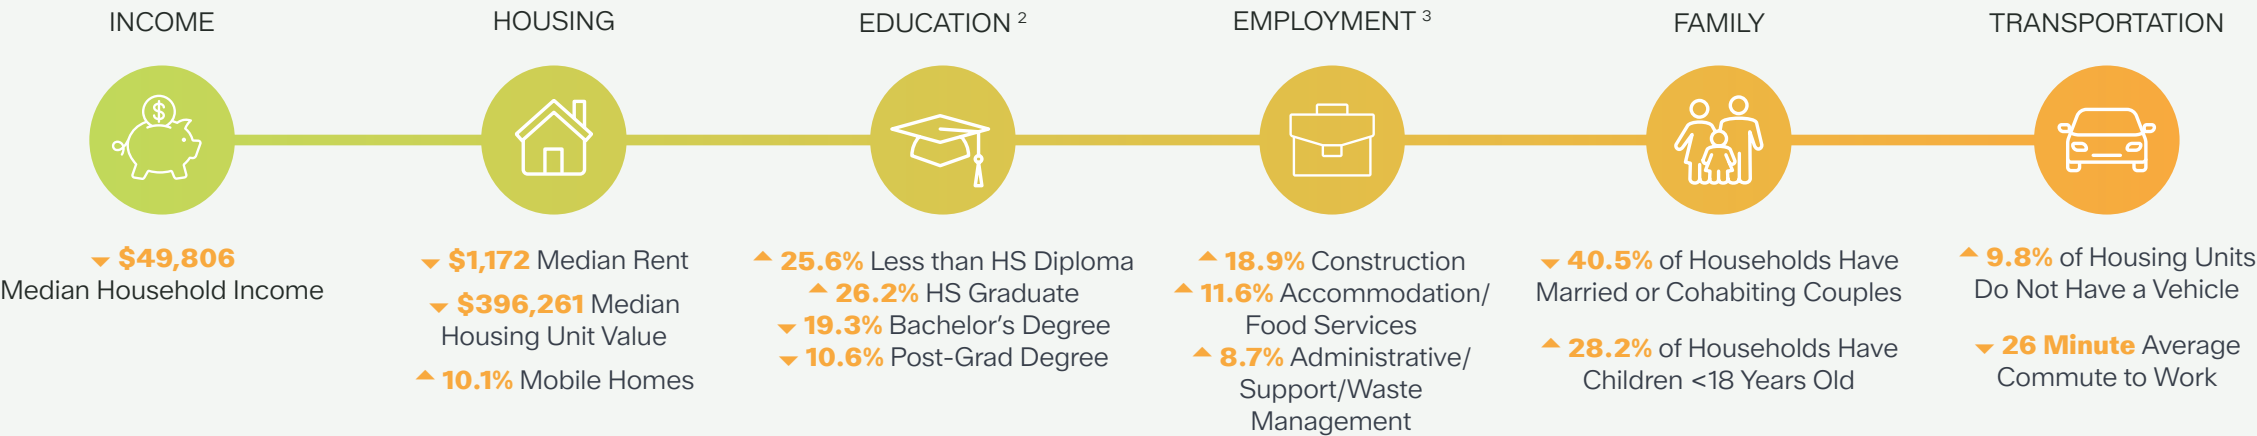 INCOME
$
▼ $49,806
Median Household Income
HOUSING
▼ $1,172 Median Rent
▼ $396,261 Median
Housing Unit Value
▲ 10.1% Mobile Homes
EDUCATION 2
▲ 25.6% Less than HS Diploma
▲ 26.2% HS Graduate
▼ 19.3% Bachelor’s Degree
▼ 10.6% Post-Grad Degree
EMPLOYMENT 3
▲ 18.9% Construction
▲ 11.6% Accommodation/
Food Services
▲ 8.7% Administrative/
Support/Waste
Management
FAMILY
▼ 40.5% of Households Have
Married or Cohabiting Couples
▲ 28.2% of Households Have
Children <18 Years Old
TRANSPORTATION
▲ 9.8% of Housing Units
Do Not Have a Vehicle
▼ 26 Minute Average
Commute to Work